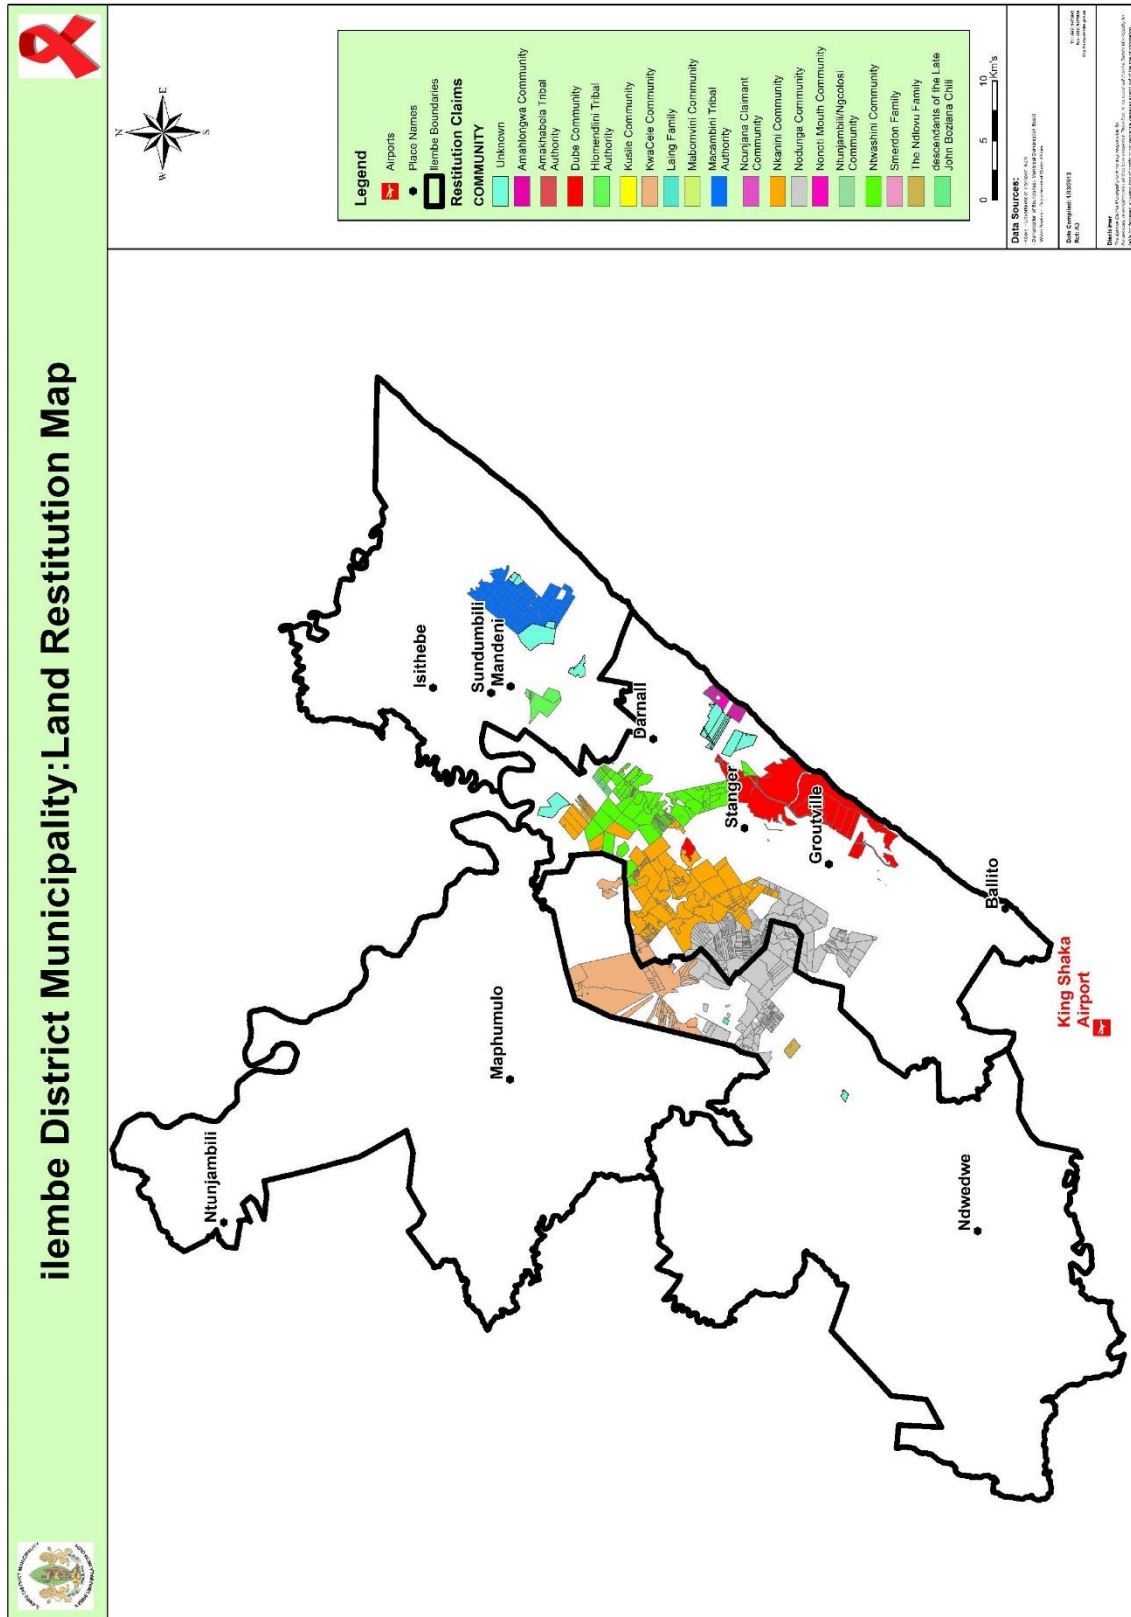 ilembe District Municipality:Land Restitution Map
N
W
E
S
Legend
Airports
Place Names
Ilembe Boundaries
Restitution Claims
COMMUNITY
Unknown
Amahlongwa Community
Amakhabela Tribal
Authority
Dube Community
Hlomendlini Tribal
Authority
Kusile Community
KwaCele Community
Laing Family
Mabomvini Community
Macambini Tribal
Authority
Ncunjana Claimant
Community
Nkanini Community
Nodunga Community
Nonoti Mouth Community
Ntunjambili/Ngcolosi
Community
Ntwashini Community
Smerdon Family
The Ndlovu Family
descendants of the Late
John Boziana Chili
0
5
10
Km's
Data Sources:
Disclaimer
Ntunjambili
Maphumulo
Isithebe
Sundumbili
Mandeni
Darnall
Stanger
Groutville
Ballito
Ndwedwe
King Shaka
Airport